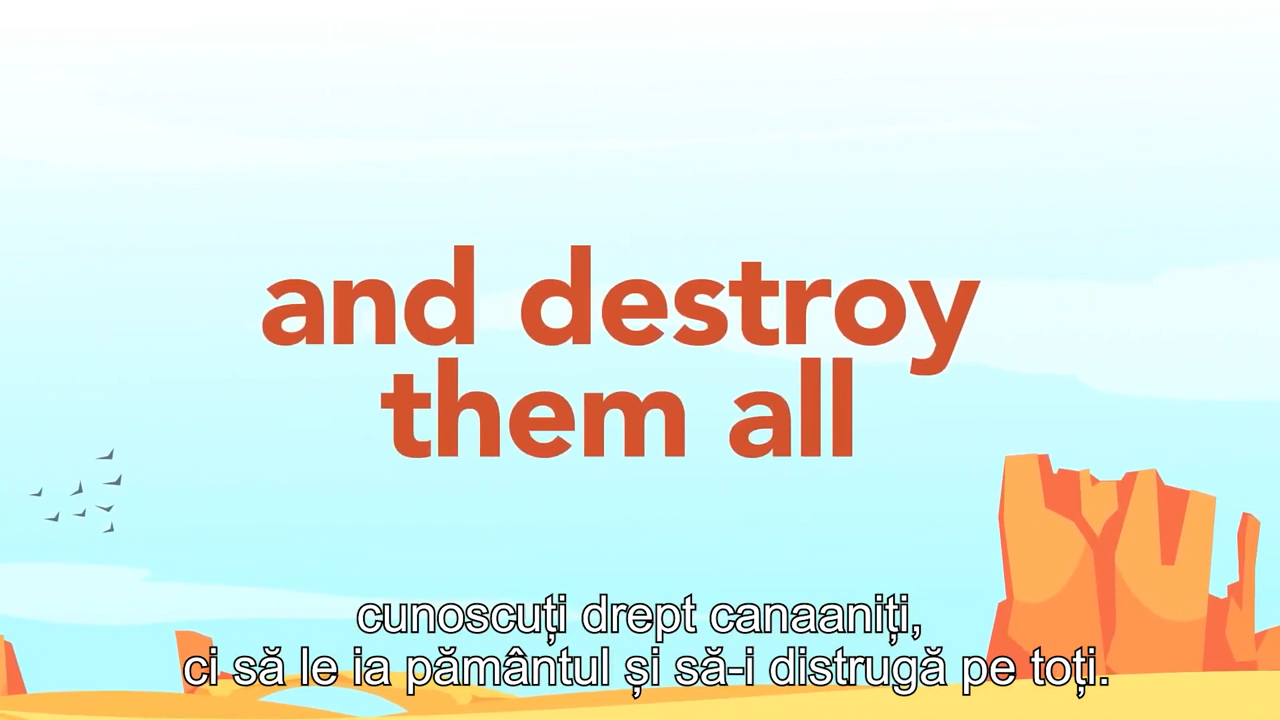 and destroy
them all
cunoscuți drept canaaniți,
ci să le ia pământul și să-i distrugă pe toți.